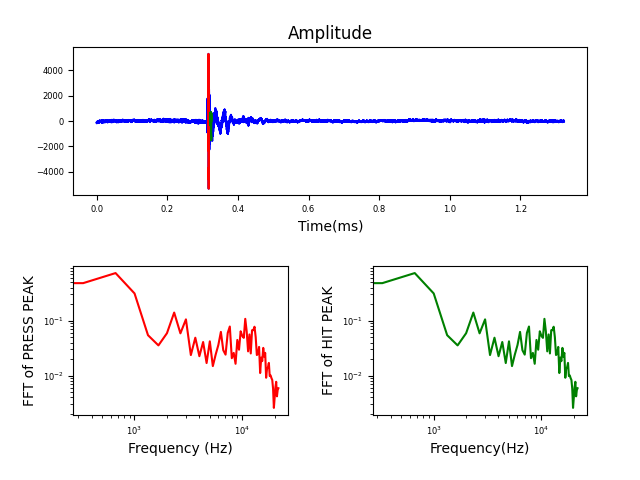 Amplitude
4000
2000
0
−2000
−4000
0.0 0.2 0.4 0.6 0.8 1.0 1.2
Time(ms)
FFT of PRESS PEAK
10⁻¹
10⁻²
10³ 10⁴
Frequency (Hz)
FFT of HIT PEAK
10⁻¹
10⁻²
10³ 10⁴
Frequency(Hz)